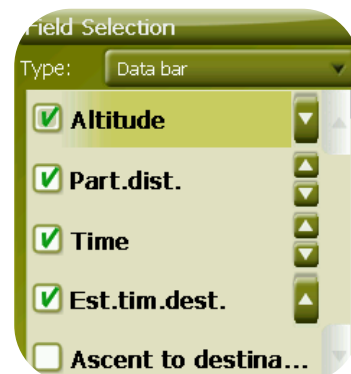 Field Selection
Type: Data bar
Altitude
Part.dist.
Time
Est.tim.dest.
Ascent to destina...